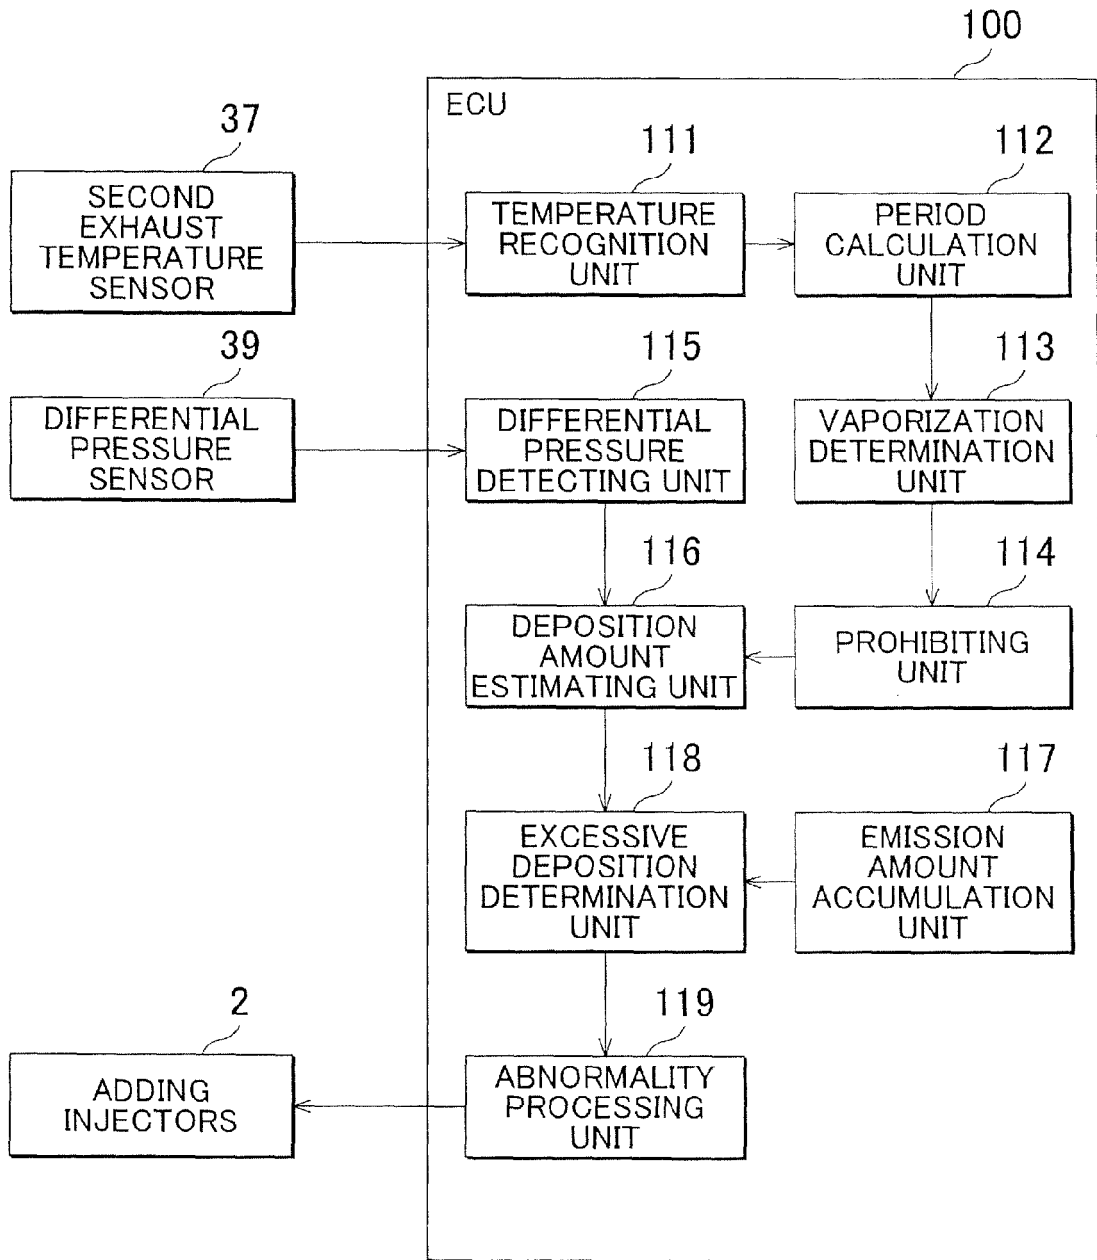 100
ECU
37
SECOND
EXHAUST
TEMPERATURE
SENSOR
111
TEMPERATURE
RECOGNITION
UNIT
112
PERIOD
CALCULATION
UNIT
39
DIFFERENTIAL
PRESSURE
SENSOR
115
DIFFERENTIAL
PRESSURE
DETECTING UNIT
113
VAPORIZATION
DETERMINATION
UNIT
116
DEPOSITION
AMOUNT
ESTIMATING UNIT
114
PROHIBITING
UNIT
118
EXCESSIVE
DEPOSITION
DETERMINATION
UNIT
117
EMISSION
AMOUNT
ACCUMULATION
UNIT
2
ADDING
INJECTORS
119
ABNORMALITY
PROCESSING
UNIT